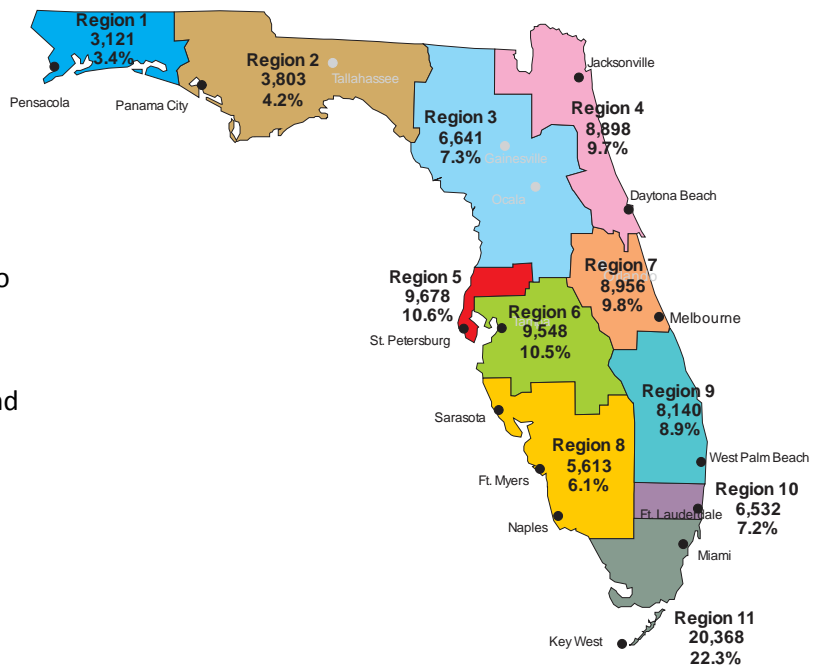 Region 1
3,121
3.4%
Pensacola
Panama City
Region 2
3,803
4.2%
Tallahassee
Jacksonville
Region 3
6,641
7.3%
Gainesville
Ocala
Region 4
8,898
9.7%
Daytona Beach
o
Region 5
9,678
10.6%
St. Petersburg
Region 6
9,548
10.5%
Region 7
8,956
9.8%
Melbourne
nd
Sarasota
Region 8
5,613
6.1%
Ft. Myers
Naples
Region 9
8,140
8.9%
West Palm Beach
Region 10
6,532
7.2%
Ft. Lauderdale
Miami
Key West
Region 11
20,368
22.3%